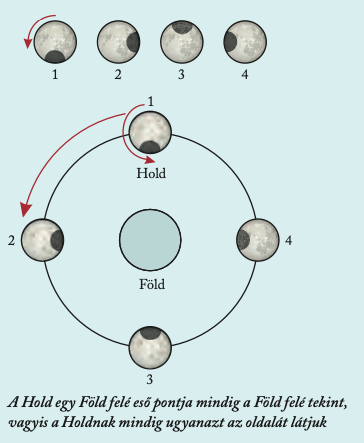 1 2 3 4
1
Hold
2
4
Föld
3
A Hold egy Föld felé eső pontja mindig a Föld felé tekint,
vagyis a Holdnak mindig ugyanazt az oldalát látjuk